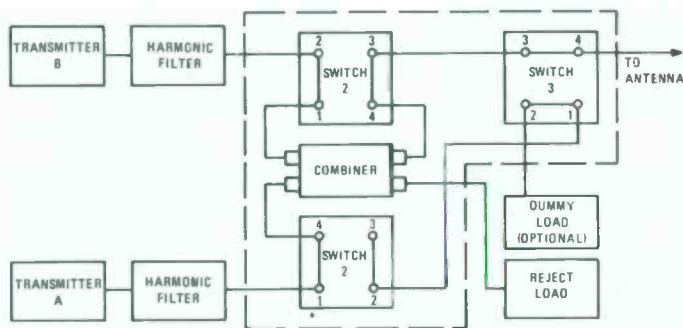 TRANSMITTER
B
HARMONIC
FILTER
2
3
SWITCH
2
1
4
3
4
SWITCH
3
2
1
TO
ANTENNA
COMBINER
4
3
SWITCH
2
1
2
DUMMY
LOAD
(OPTIONAL)
REJECT
LOAD
TRANSMITTER
A
HARMONIC
FILTER